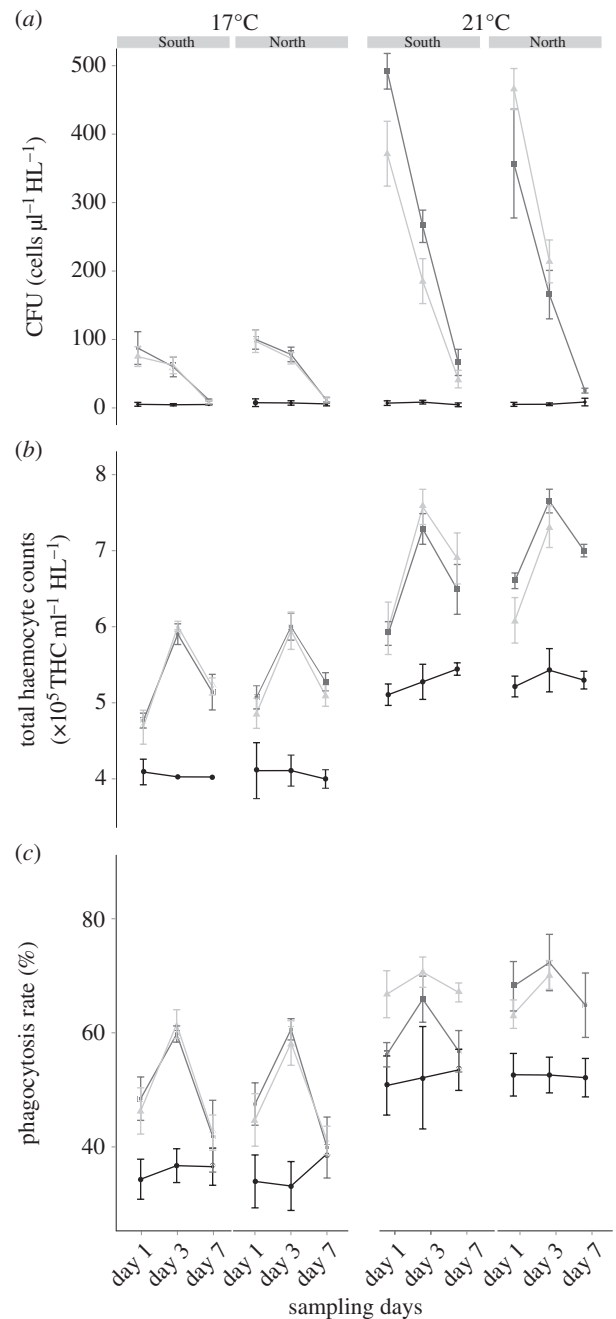 (a)
17°C
21°C
South
North
South
North
CFU (cells µl⁻¹ HL⁻¹)
500
400
300
200
100
0
(b)
total haemocyte counts
(×10⁵ THC ml⁻¹ HL⁻¹)
8
7
6
5
4
(c)
phagocytosis rate (%)
80
60
40
day 1
day 3
day 7
day 1
day 3
day 7
day 1
day 3
day 7
day 1
day 3
day 7
sampling days